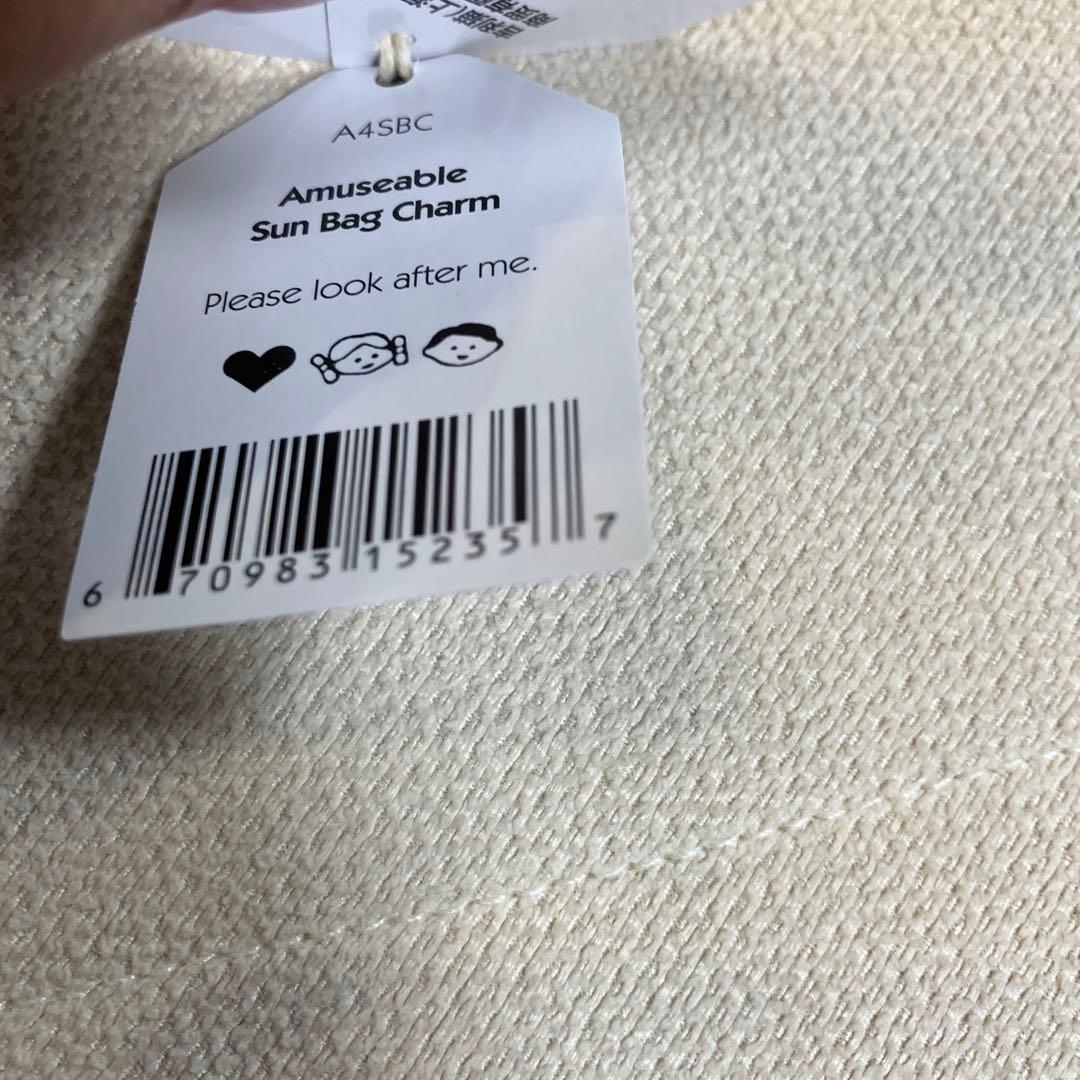 A4SBC
Amuseable
Sun Bag Charm
Please look after me.
6 70983 15235 7